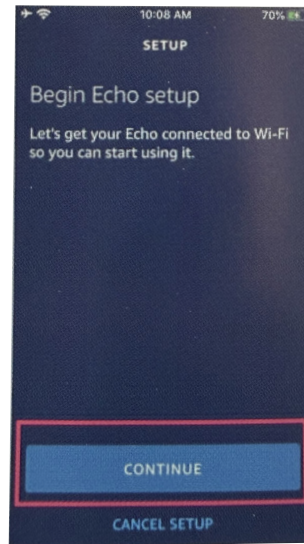 10:08 AM
70%
SETUP
Begin Echo setup
Let's get your Echo connected to Wi-Fi
so you can start using it.
CONTINUE
CANCEL SETUP